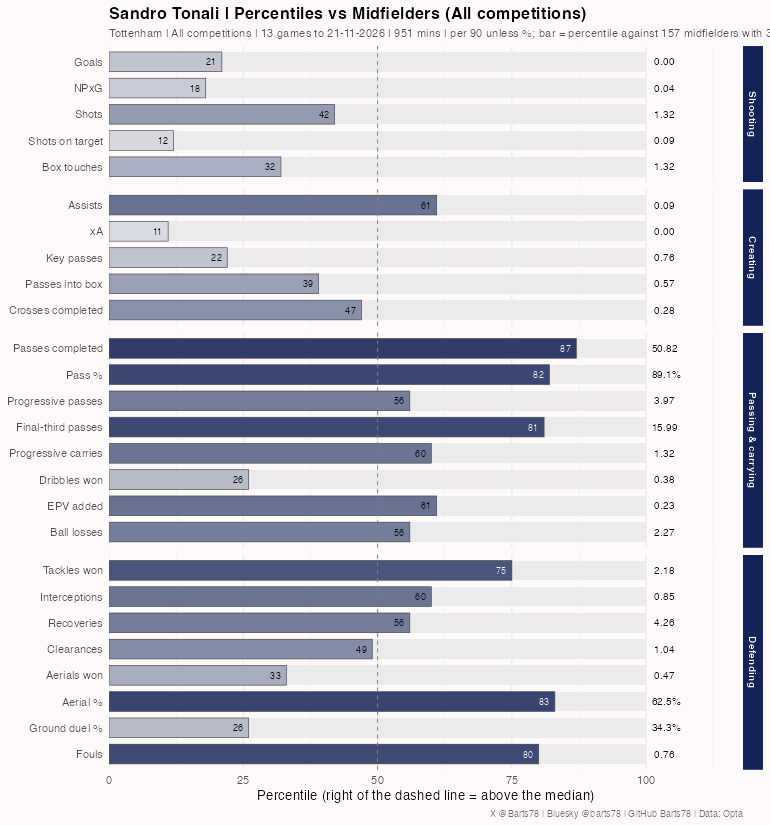 Sandro Tonali | Percentiles vs Midfielders (All competitions)
Tottenham | All competitions | 13 games to 21-11-2026 | 951 mins | per 90 unless %; bar = percentile against 157 midfielders with 3
Goals 21 0.00
NPxG 18 0.04
Shots 42 1.32
Shots on target 12 0.09
Box touches 32 1.32
Shooting
Assists 61 0.09
xA 11 0.00
Key passes 22 0.76
Passes into box 39 0.57
Crosses completed 47 0.28
Creating
Passes completed 87 50.82
Pass % 82 89.1%
Progressive passes 56 3.97
Final-third passes 81 15.99
Progressive carries 60 1.32
Dribbles won 26 0.38
EPV added 61 0.23
Ball losses 56 2.27
Passing & carrying
Tackles won 75 2.18
Interceptions 60 0.85
Recoveries 56 4.26
Clearances 49 1.04
Aerials won 33 0.47
Aerial % 83 62.5%
Ground duel % 26 34.3%
Fouls 80 0.76
Defending
0 25 50 75 100
Percentile (right of the dashed line = above the median)
X @Barts78 | Bluesky @barts78 | GitHub Barts78 | Data: Opta